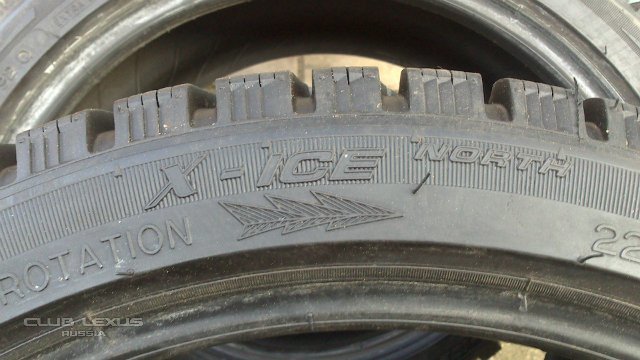 X-ICE NORTH
ROTATION
22
CLUB LEXUS
RUSSIA